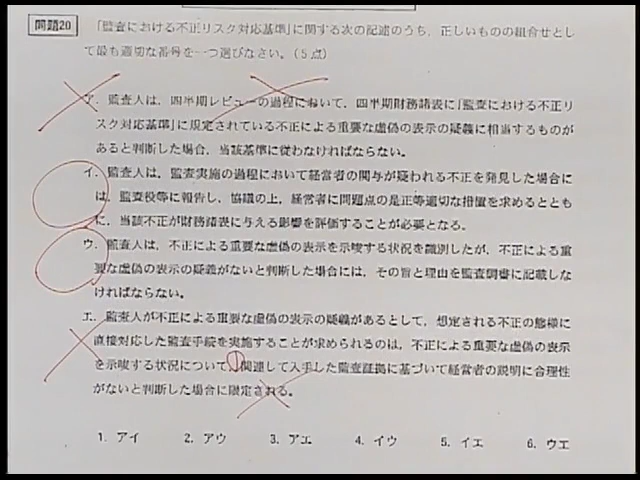 問題20 「監査における不正リスク対応基準」に関する次の記述のうち，正しいものの組合せとし
て最も適切な番号を一つ選びなさい。（5点）
ア．監査人は，四半期レビューの過程において，四半期財務諸表に「監査における不正リ
スク対応基準」に規定されている不正による重要な虚偽の表示の疑義に相当するものが
あると判断した場合，当該基準に従わなければならない。
イ．監査人は，監査実施の過程において経営者の関与が疑われる不正を発見した場合に
は，監査役等に報告し，協議の上，経営者に問題点の是正等適切な措置を求めるととも
に，当該不正が財務諸表に与える影響を評価することが必要となる。
ウ．監査人は，不正による重要な虚偽の表示を示唆する状況を識別したが，不正による重
要な虚偽の表示の疑義がないと判断した場合には，その旨と理由を監査調書に記載しな
ければならない。
エ．監査人が不正による重要な虚偽の表示の疑義があるとして，想定される不正の態様に
直接対応した監査手続を実施することが求められるのは，不正による重要な虚偽の表示
を示唆する状況について，関連して入手した監査証拠に基づいて経営者の説明に合理性
がないと判断した場合に限定される。
1．アイ 2．アウ 3．アエ 4．イウ 5．イエ 6．ウエ